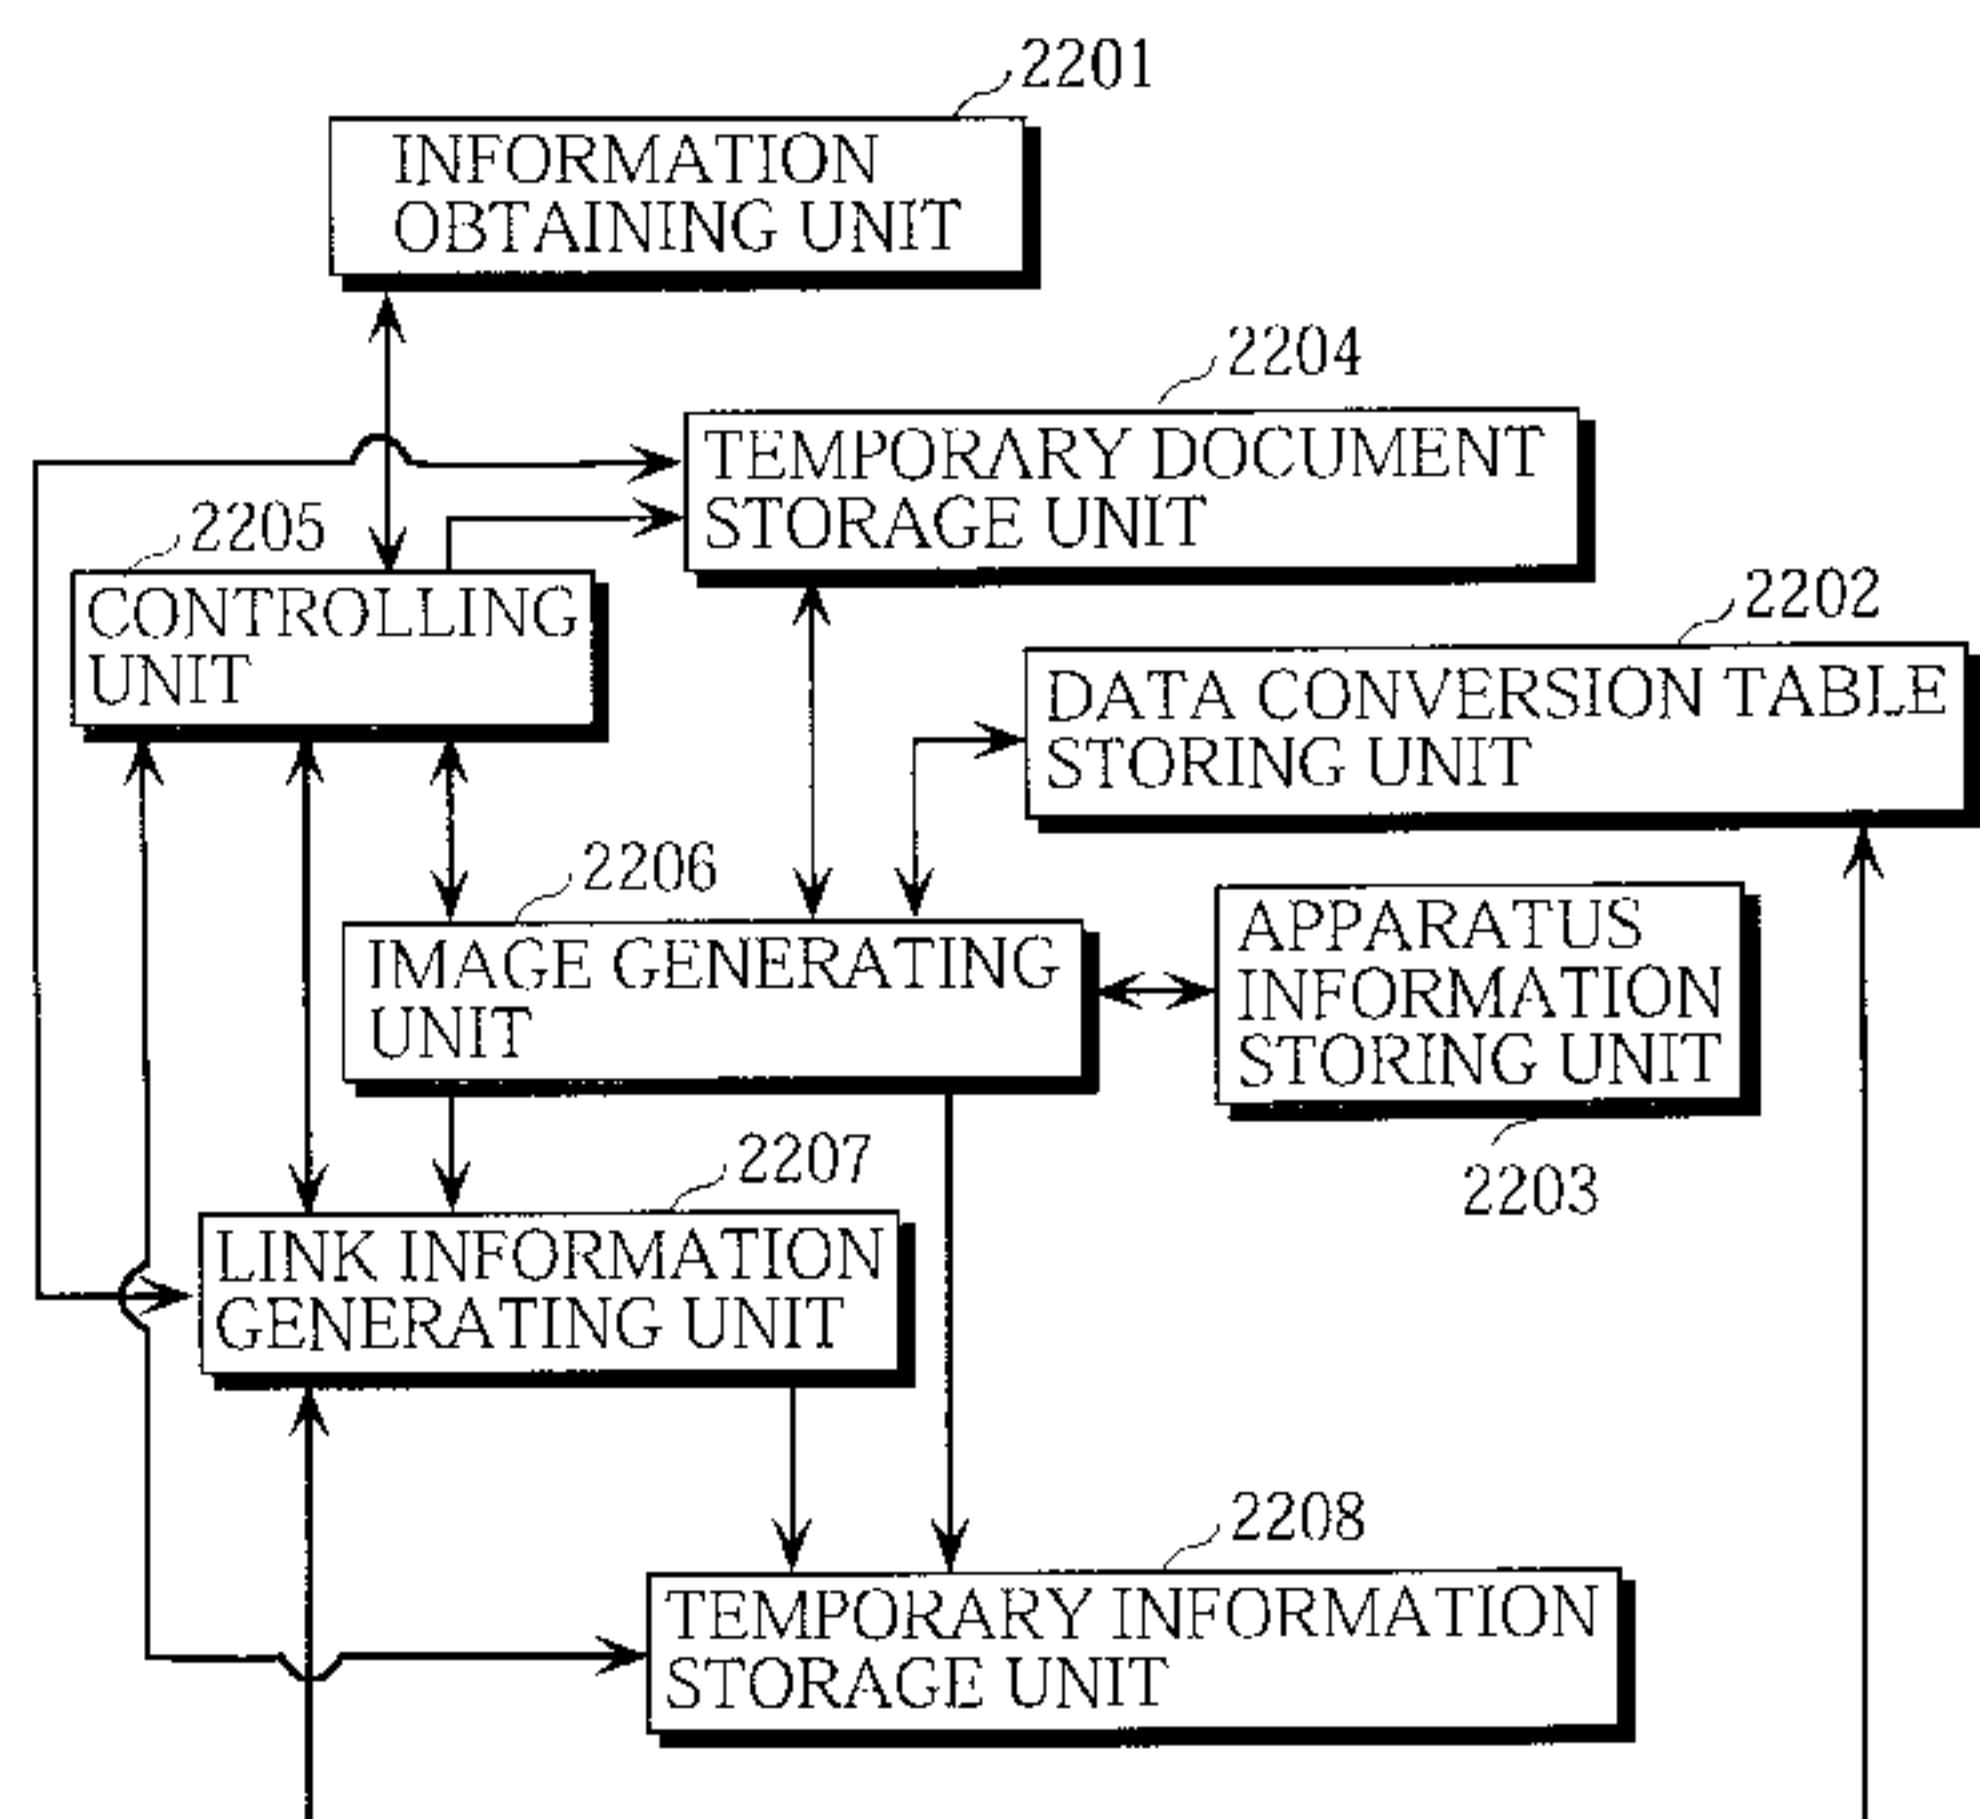 2201
INFORMATION
OBTAINING UNIT
2204
TEMPORARY DOCUMENT
STORAGE UNIT
2205
CONTROLLING
UNIT
2202
DATA CONVERSION TABLE
STORING UNIT
2206
IMAGE GENERATING
UNIT
APPARATUS
INFORMATION
STORING UNIT
2203
2207
LINK INFORMATION
GENERATING UNIT
2208
TEMPORARY INFORMATION
STORAGE UNIT